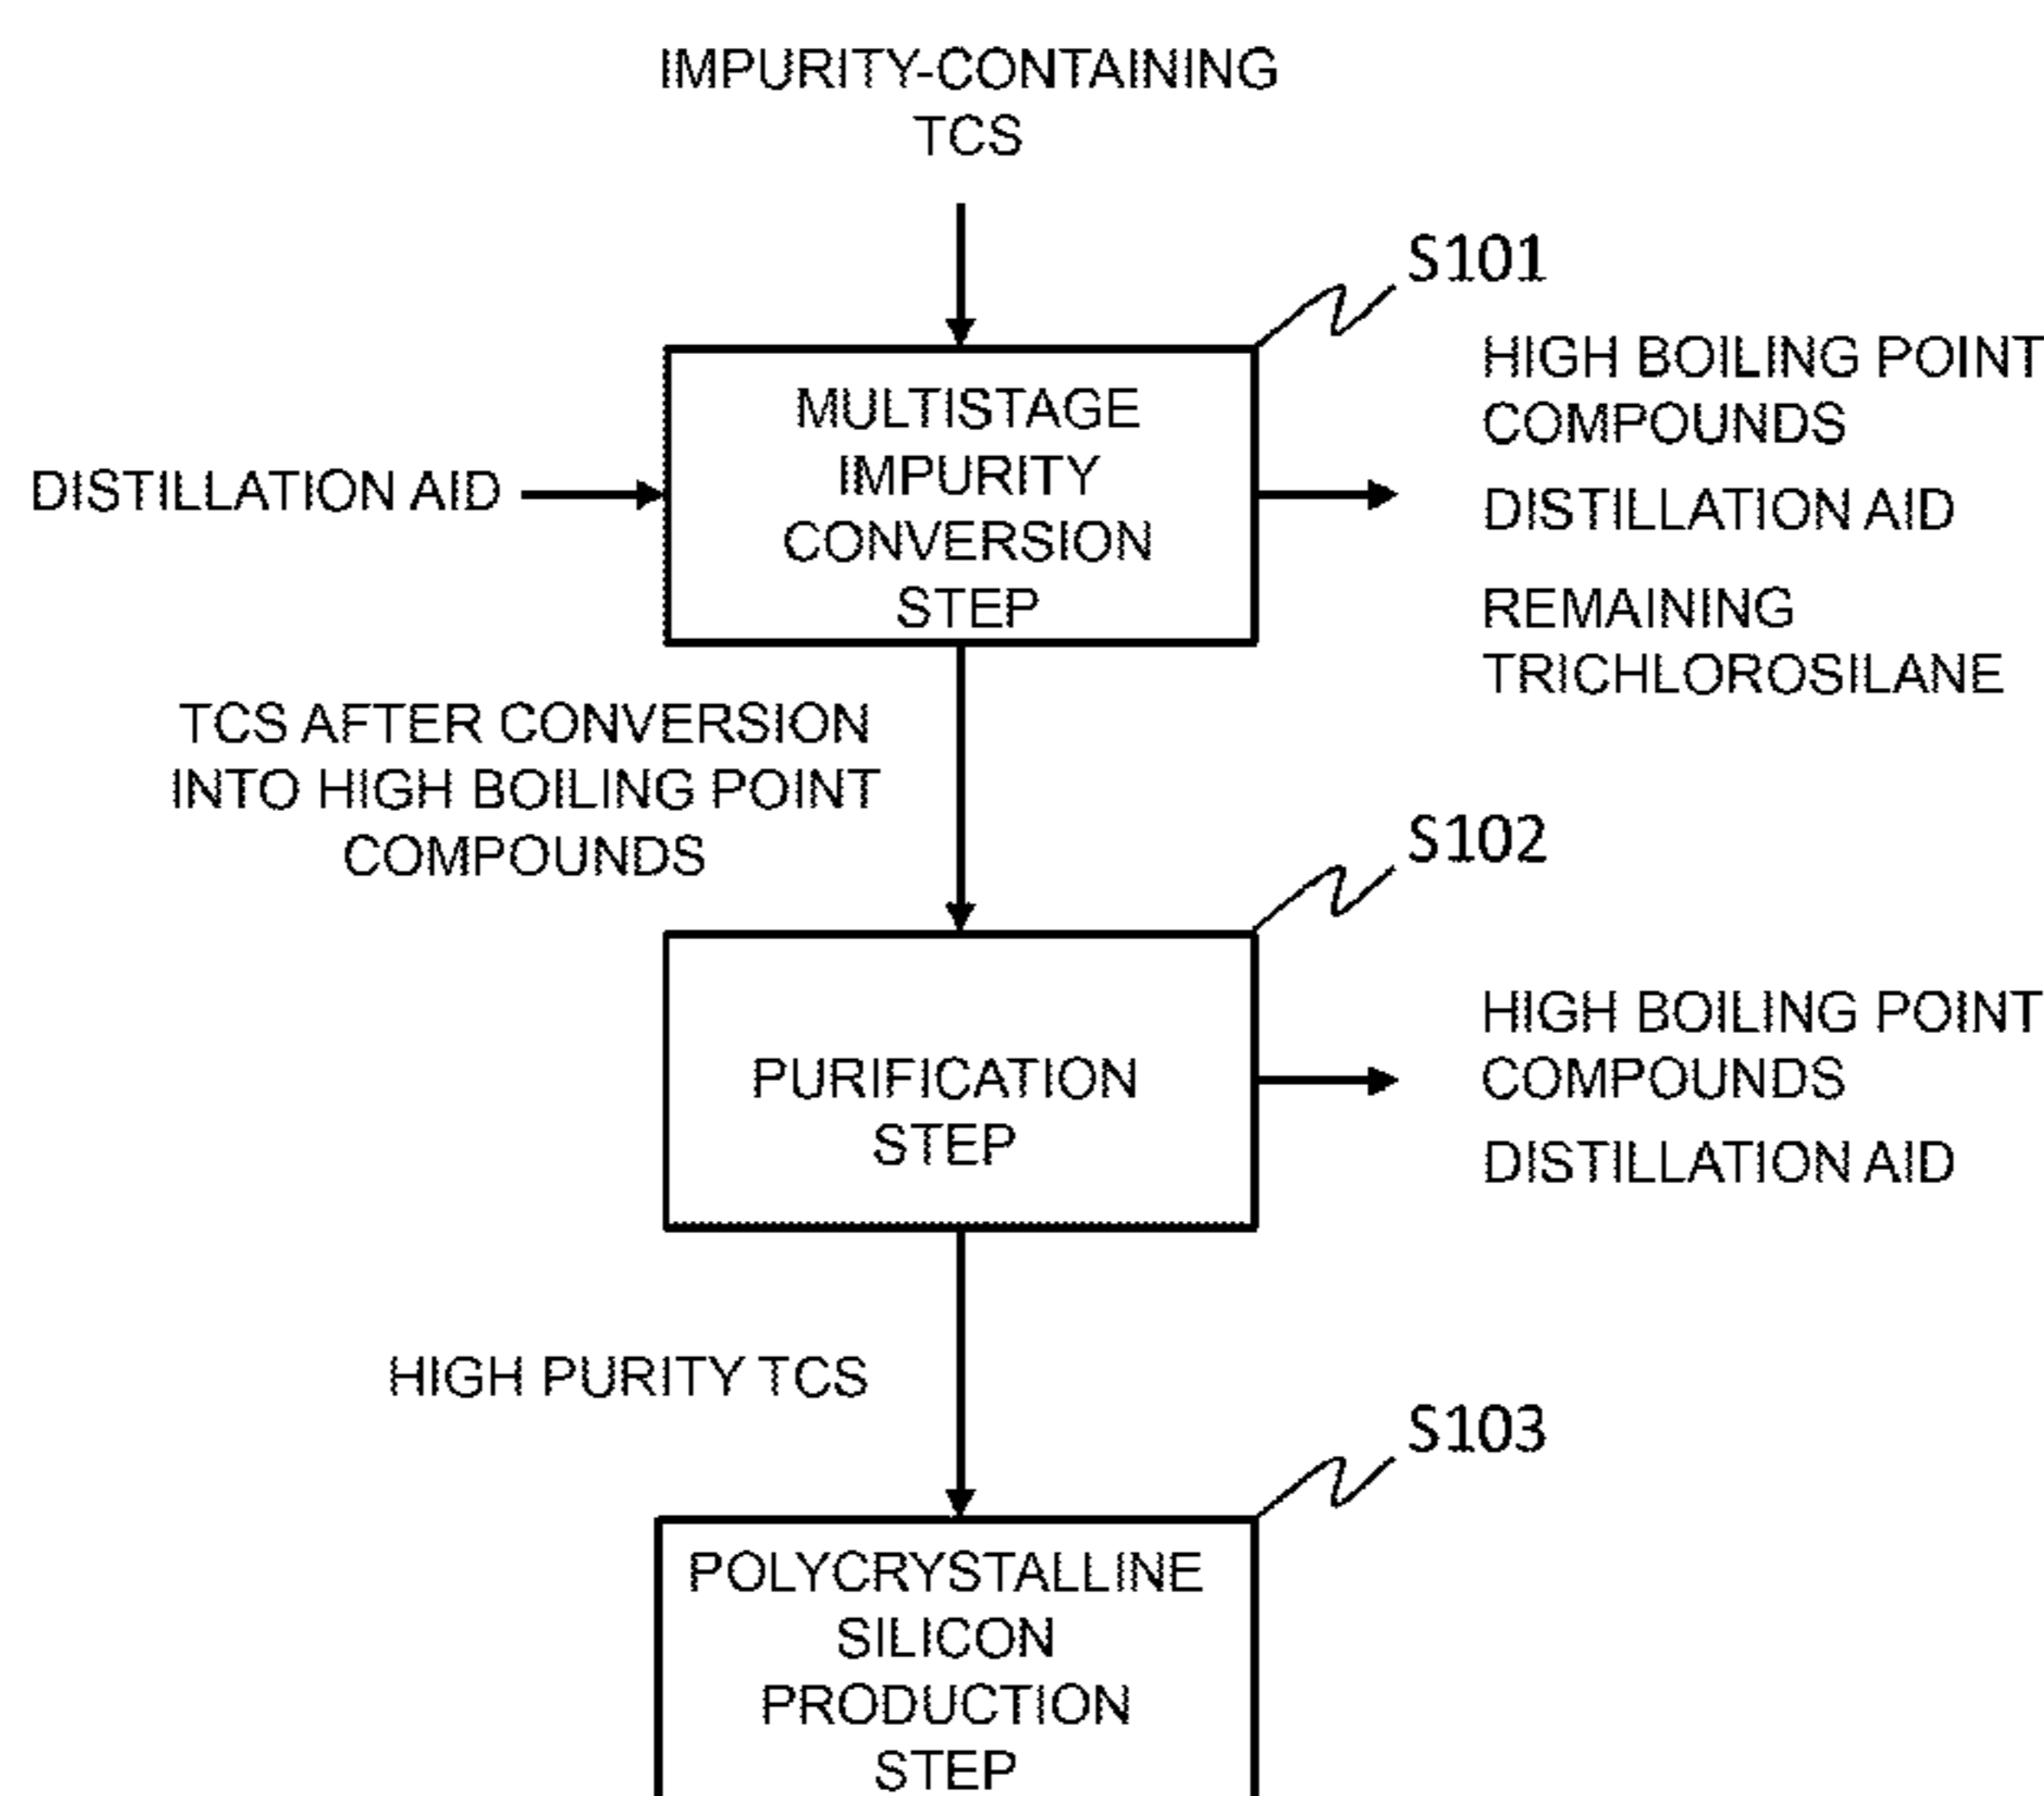 IMPURITY-CONTAINING
TCS
S101
MULTISTAGE
IMPURITY
CONVERSION
STEP
DISTILLATION AID
HIGH BOILING POINT
COMPOUNDS
DISTILLATION AID
REMAINING
TRICHLOROSILANE
TCS AFTER CONVERSION
INTO HIGH BOILING POINT
COMPOUNDS
S102
PURIFICATION
STEP
HIGH BOILING POINT
COMPOUNDS
DISTILLATION AID
HIGH PURITY TCS
S103
POLYCRYSTALLINE
SILICON
PRODUCTION
STEP